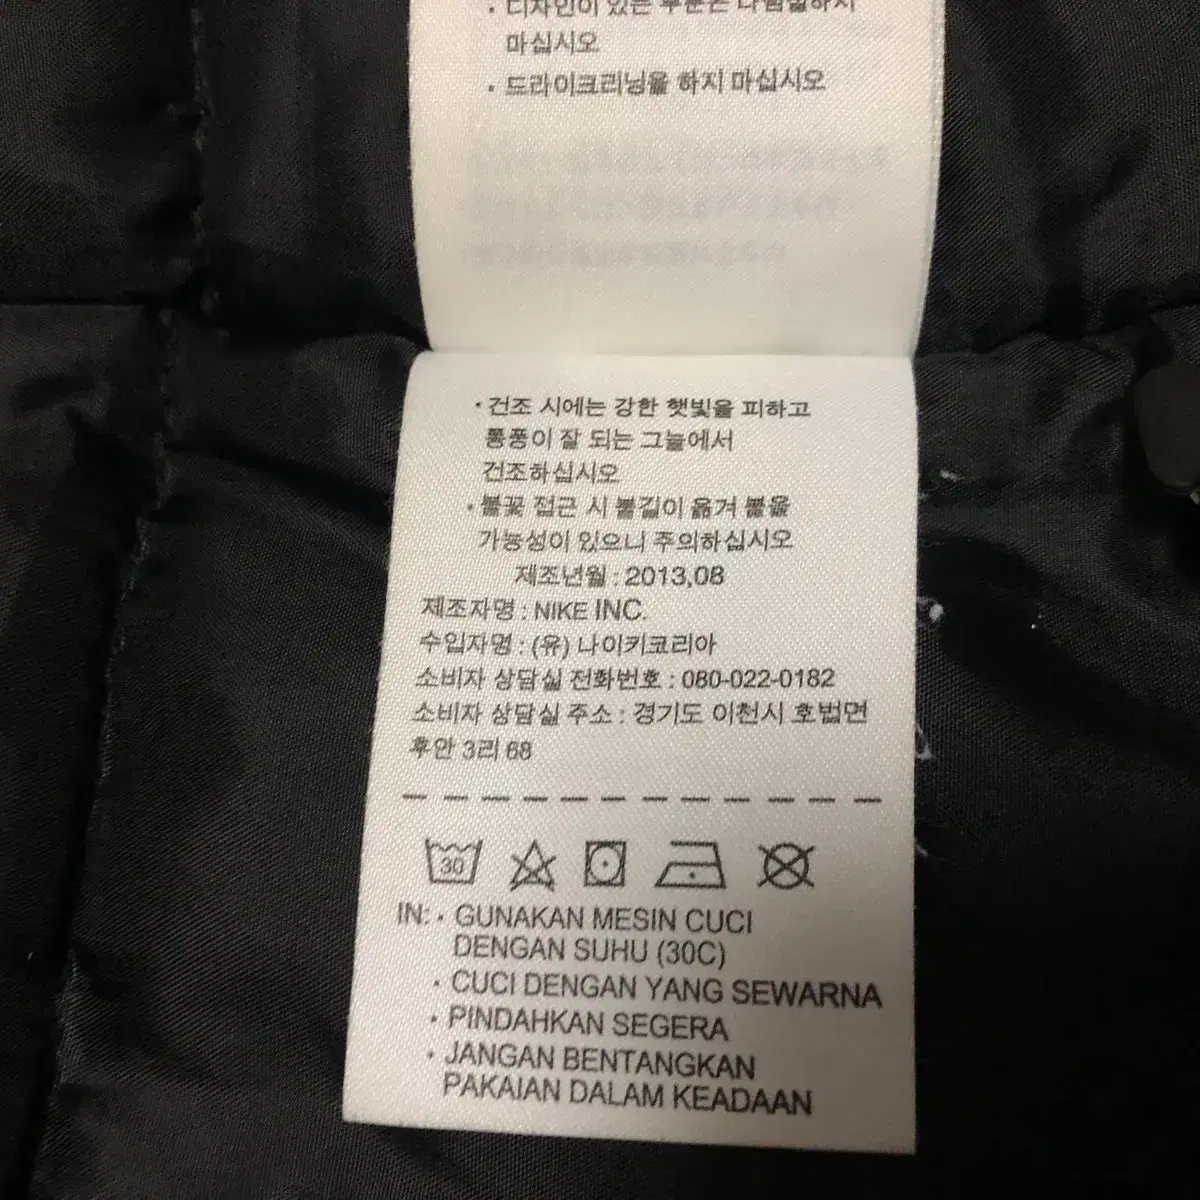 · 디자인이 있는 부분은 다림질하지
마십시오
· 드라이크리닝을 하지 마십시오
· 건조 시에는 강한 햇빛을 피하고
통풍이 잘 되는 그늘에서
건조하십시오
· 불꽃 접근 시 불길이 옮겨 붙을
가능성이 있으니 주의하십시오
제조년월 : 2013,08
제조자명 : NIKE INC.
수입자명 : (유) 나이키코리아
소비자 상담실 전화번호 : 080-022-0182
소비자 상담실 주소 : 경기도 이천시 호법면
후안 3리 68
30
IN: · GUNAKAN MESIN CUCI
DENGAN SUHU (30C)
· CUCI DENGAN YANG SEWARNA
· PINDAHKAN SEGERA
· JANGAN BENTANGKAN
PAKAIAN DALAM KEADAAN